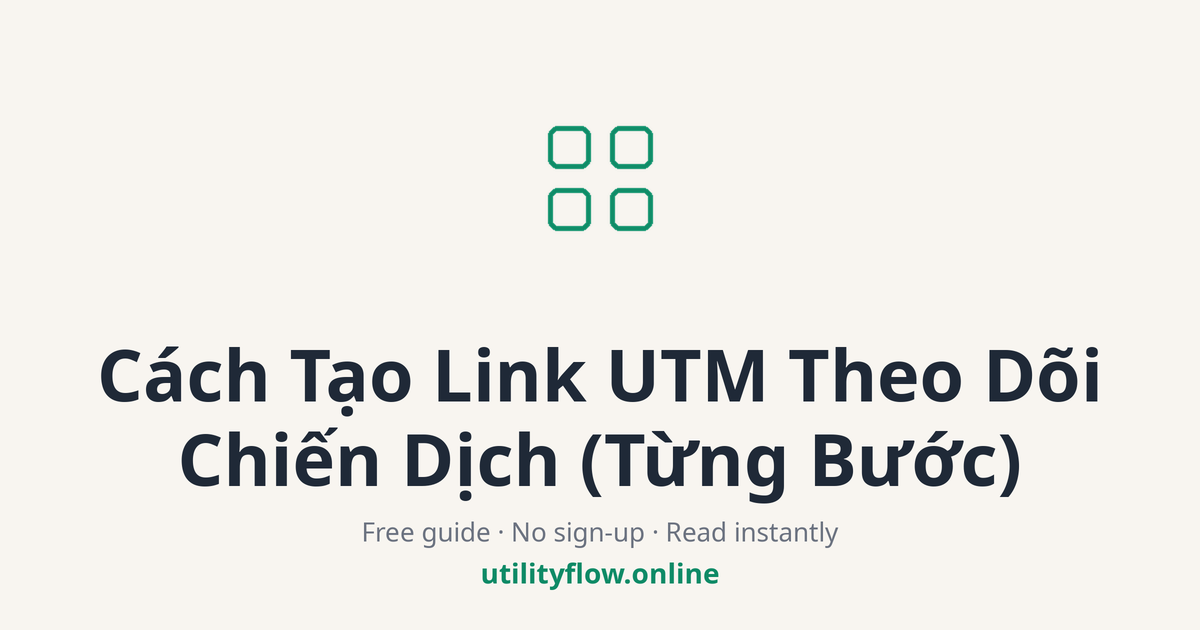 Cách Tạo Link UTM Theo Dõi
Chiến Dịch (Từng Bước)
Free guide · No sign-up · Read instantly
utilityflow.online